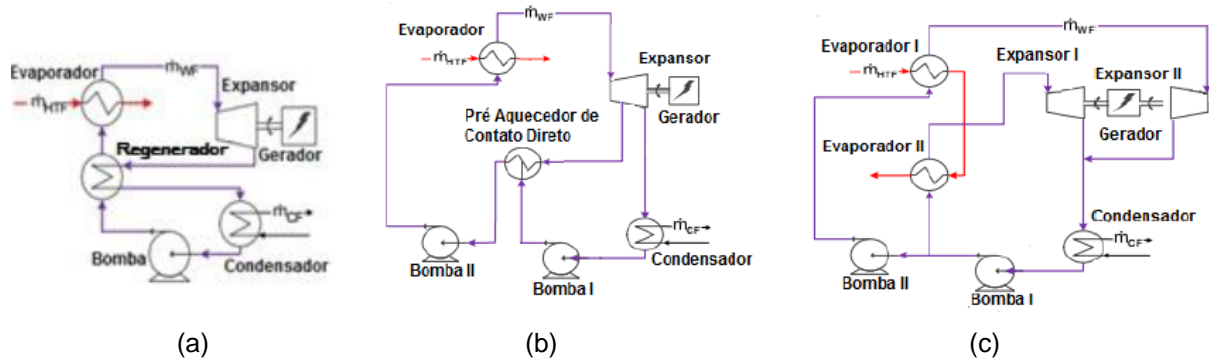 Evaporador
ṁWF
Expansor
ṁHTF
Regenerador
Gerador
ṁCF
Bomba
Condensador
(a)
Evaporador
ṁWF
ṁHTF
Expansor
Pré Aquecedor de
Contato Direto
Gerador
ṁCF
Condensador
Bomba II
Bomba I
(b)
ṁWF
Evaporador I
ṁHTF
Expansor I
Expansor II
Gerador
Evaporador II
Condensador
ṁCF
Bomba II
Bomba I
(c)